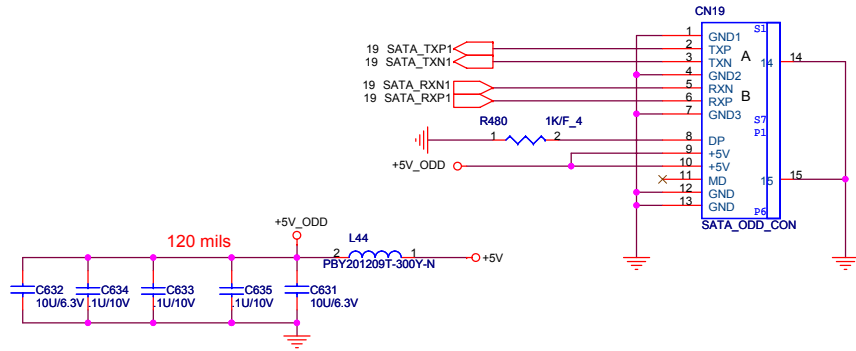 CN19
1 GND1 S1
19 SATA_TXP1 2 TXP
19 SATA_TXN1 3 TXN A 14 14
4 GND2
19 SATA_RXN1 5 RXN
19 SATA_RXP1 6 RXP B
7 GND3 S7
R480 1K/F_4 P1
1 2 8 DP
9 +5V
+5V_ODD 10 +5V
11 MD 15 15
12 GND
13 GND P6
SATA_ODD_CON
+5V_ODD
120 mils
L44
2 1 +5V
PBY201209T-300Y-N
C632 C634 C633 C635 C631
10U/6.3V .1U/10V .1U/10V .1U/10V 10U/6.3V